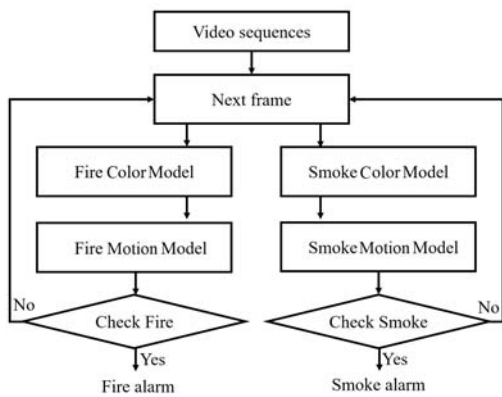 Video sequences
Next frame
Fire Color Model
Smoke Color Model
Fire Motion Model
Smoke Motion Model
No
Check Fire
Check Smoke
No
Yes
Yes
Fire alarm
Smoke alarm